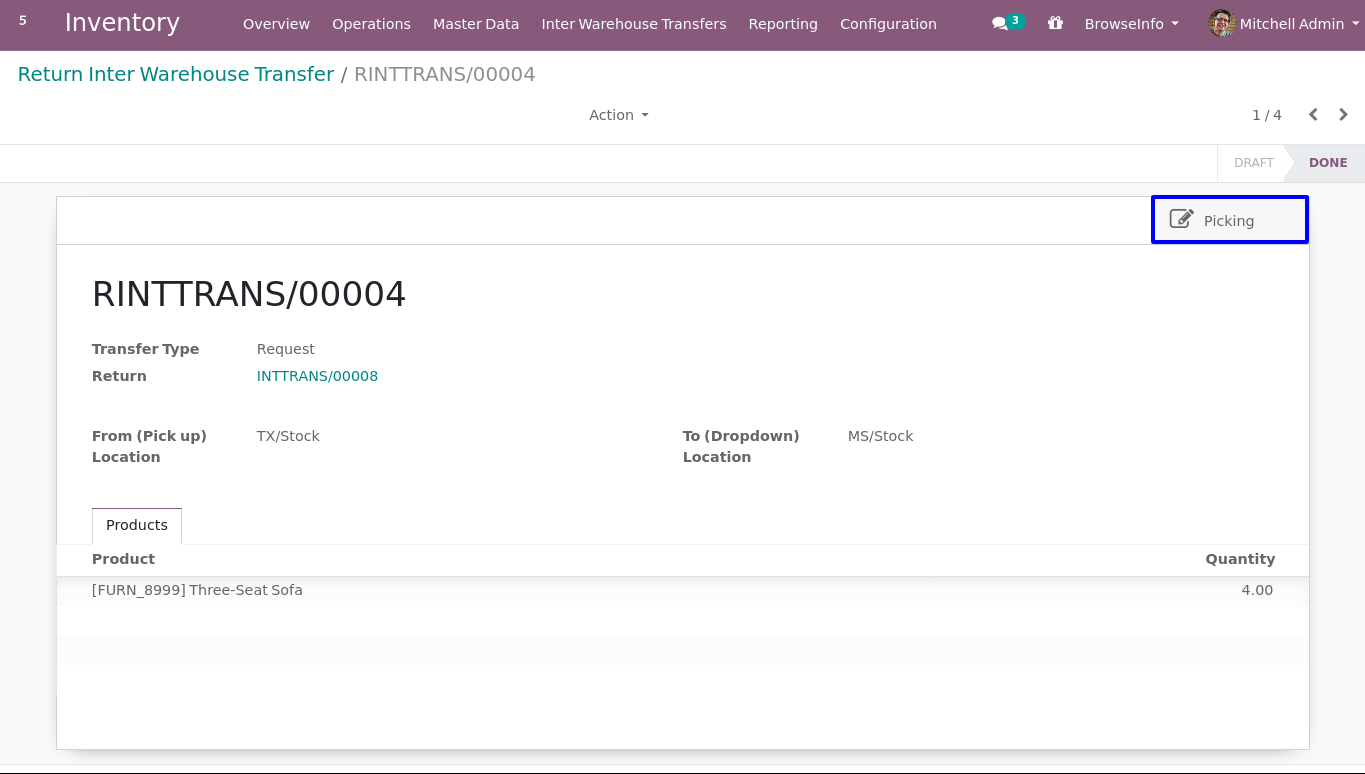 5 Inventory Overview Operations Master Data Inter Warehouse Transfers Reporting Configuration 3 BrowseInfo Mitchell Admin
Return Inter Warehouse Transfer / RINTTRANS/00004
Action 1 / 4
DRAFT DONE
Picking
RINTTRANS/00004
Transfer Type Request
Return INTTRANS/00008
From (Pick up) TX/Stock To (Dropdown) MS/Stock
Location Location
Products
Product Quantity
[FURN_8999] Three-Seat Sofa 4.00